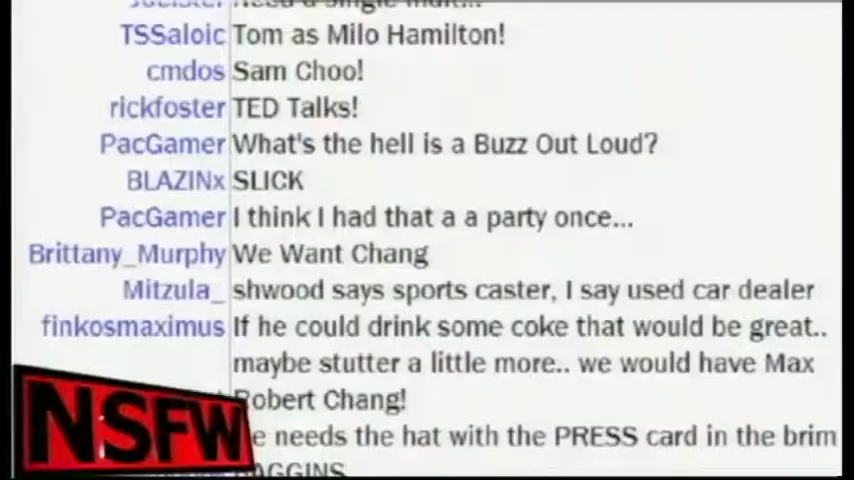 TSSaloic Tom as Milo Hamilton!
cmdos Sam Choo!
rickfoster TED Talks!
PacGamer What's the hell is a Buzz Out Loud?
BLAZINx SLICK
PacGamer I think I had that a a party once...
Brittany_Murphy We Want Chang
Mitzula_ shwood says sports caster, I say used car dealer
finkosmaximus If he could drink some coke that would be great..
maybe stutter a little more.. we would have Max
Robert Chang!
needs the hat with the PRESS card in the brim
NSFW